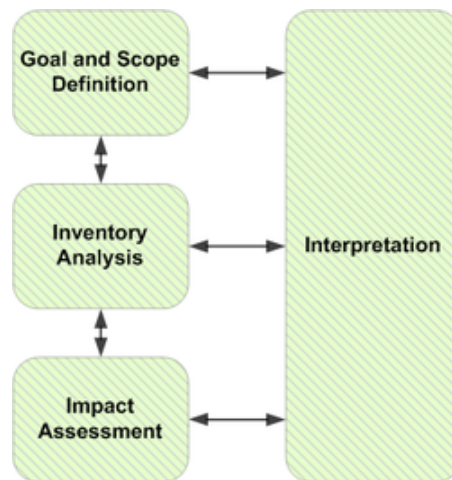 Goal and Scope
Definition
Inventory
Analysis
Interpretation
Impact
Assessment